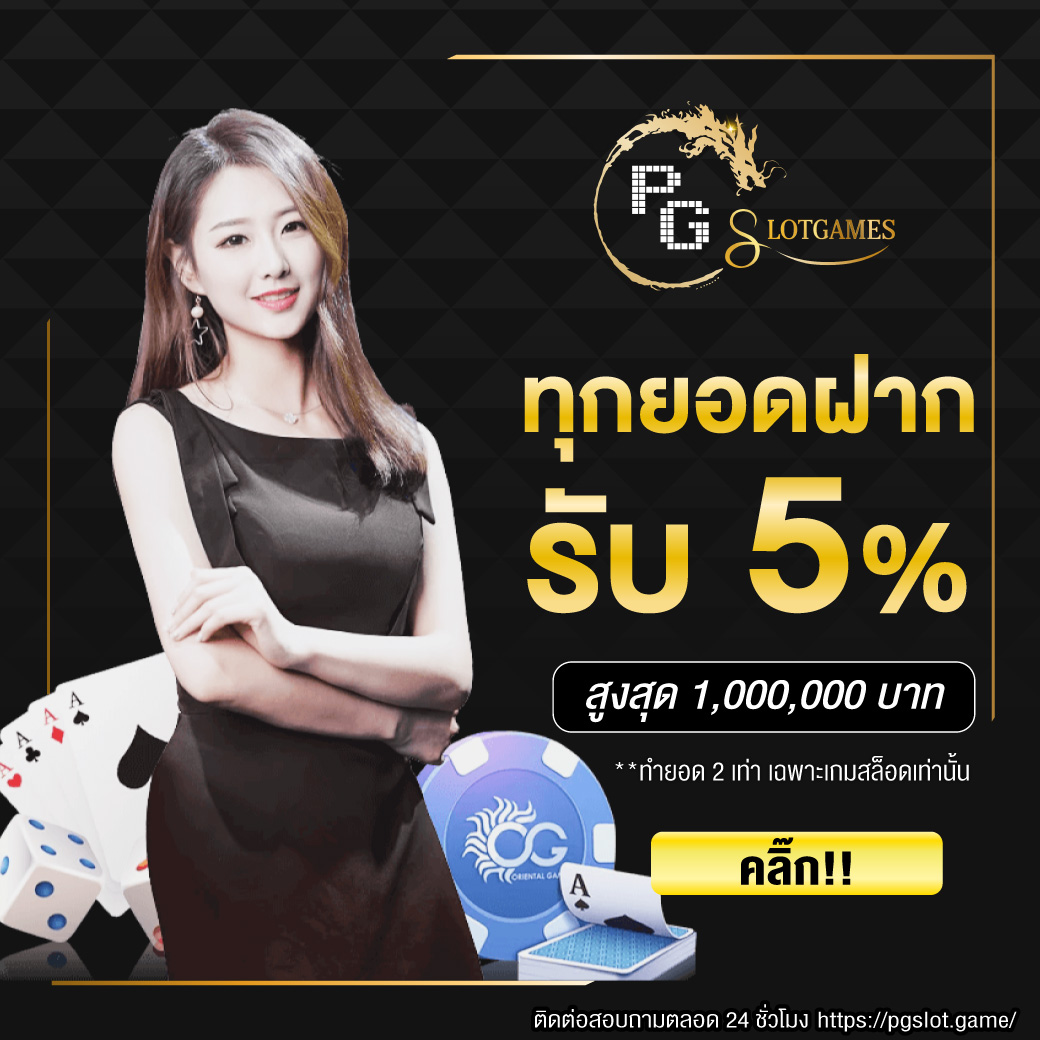 PG SLOTGAMES
ทุกยอดฝาก
รับ 5%
สูงสุด 1,000,000 บาท
**ทำยอด 2 เท่า เฉพาะเกมสล็อตเท่านั้น
คลิ๊ก!!
A
A
A
A
OG
ORIENTAL GA
A
ติดต่อสอบถามตลอด 24 ชั่วโมง https://pgslot.game/